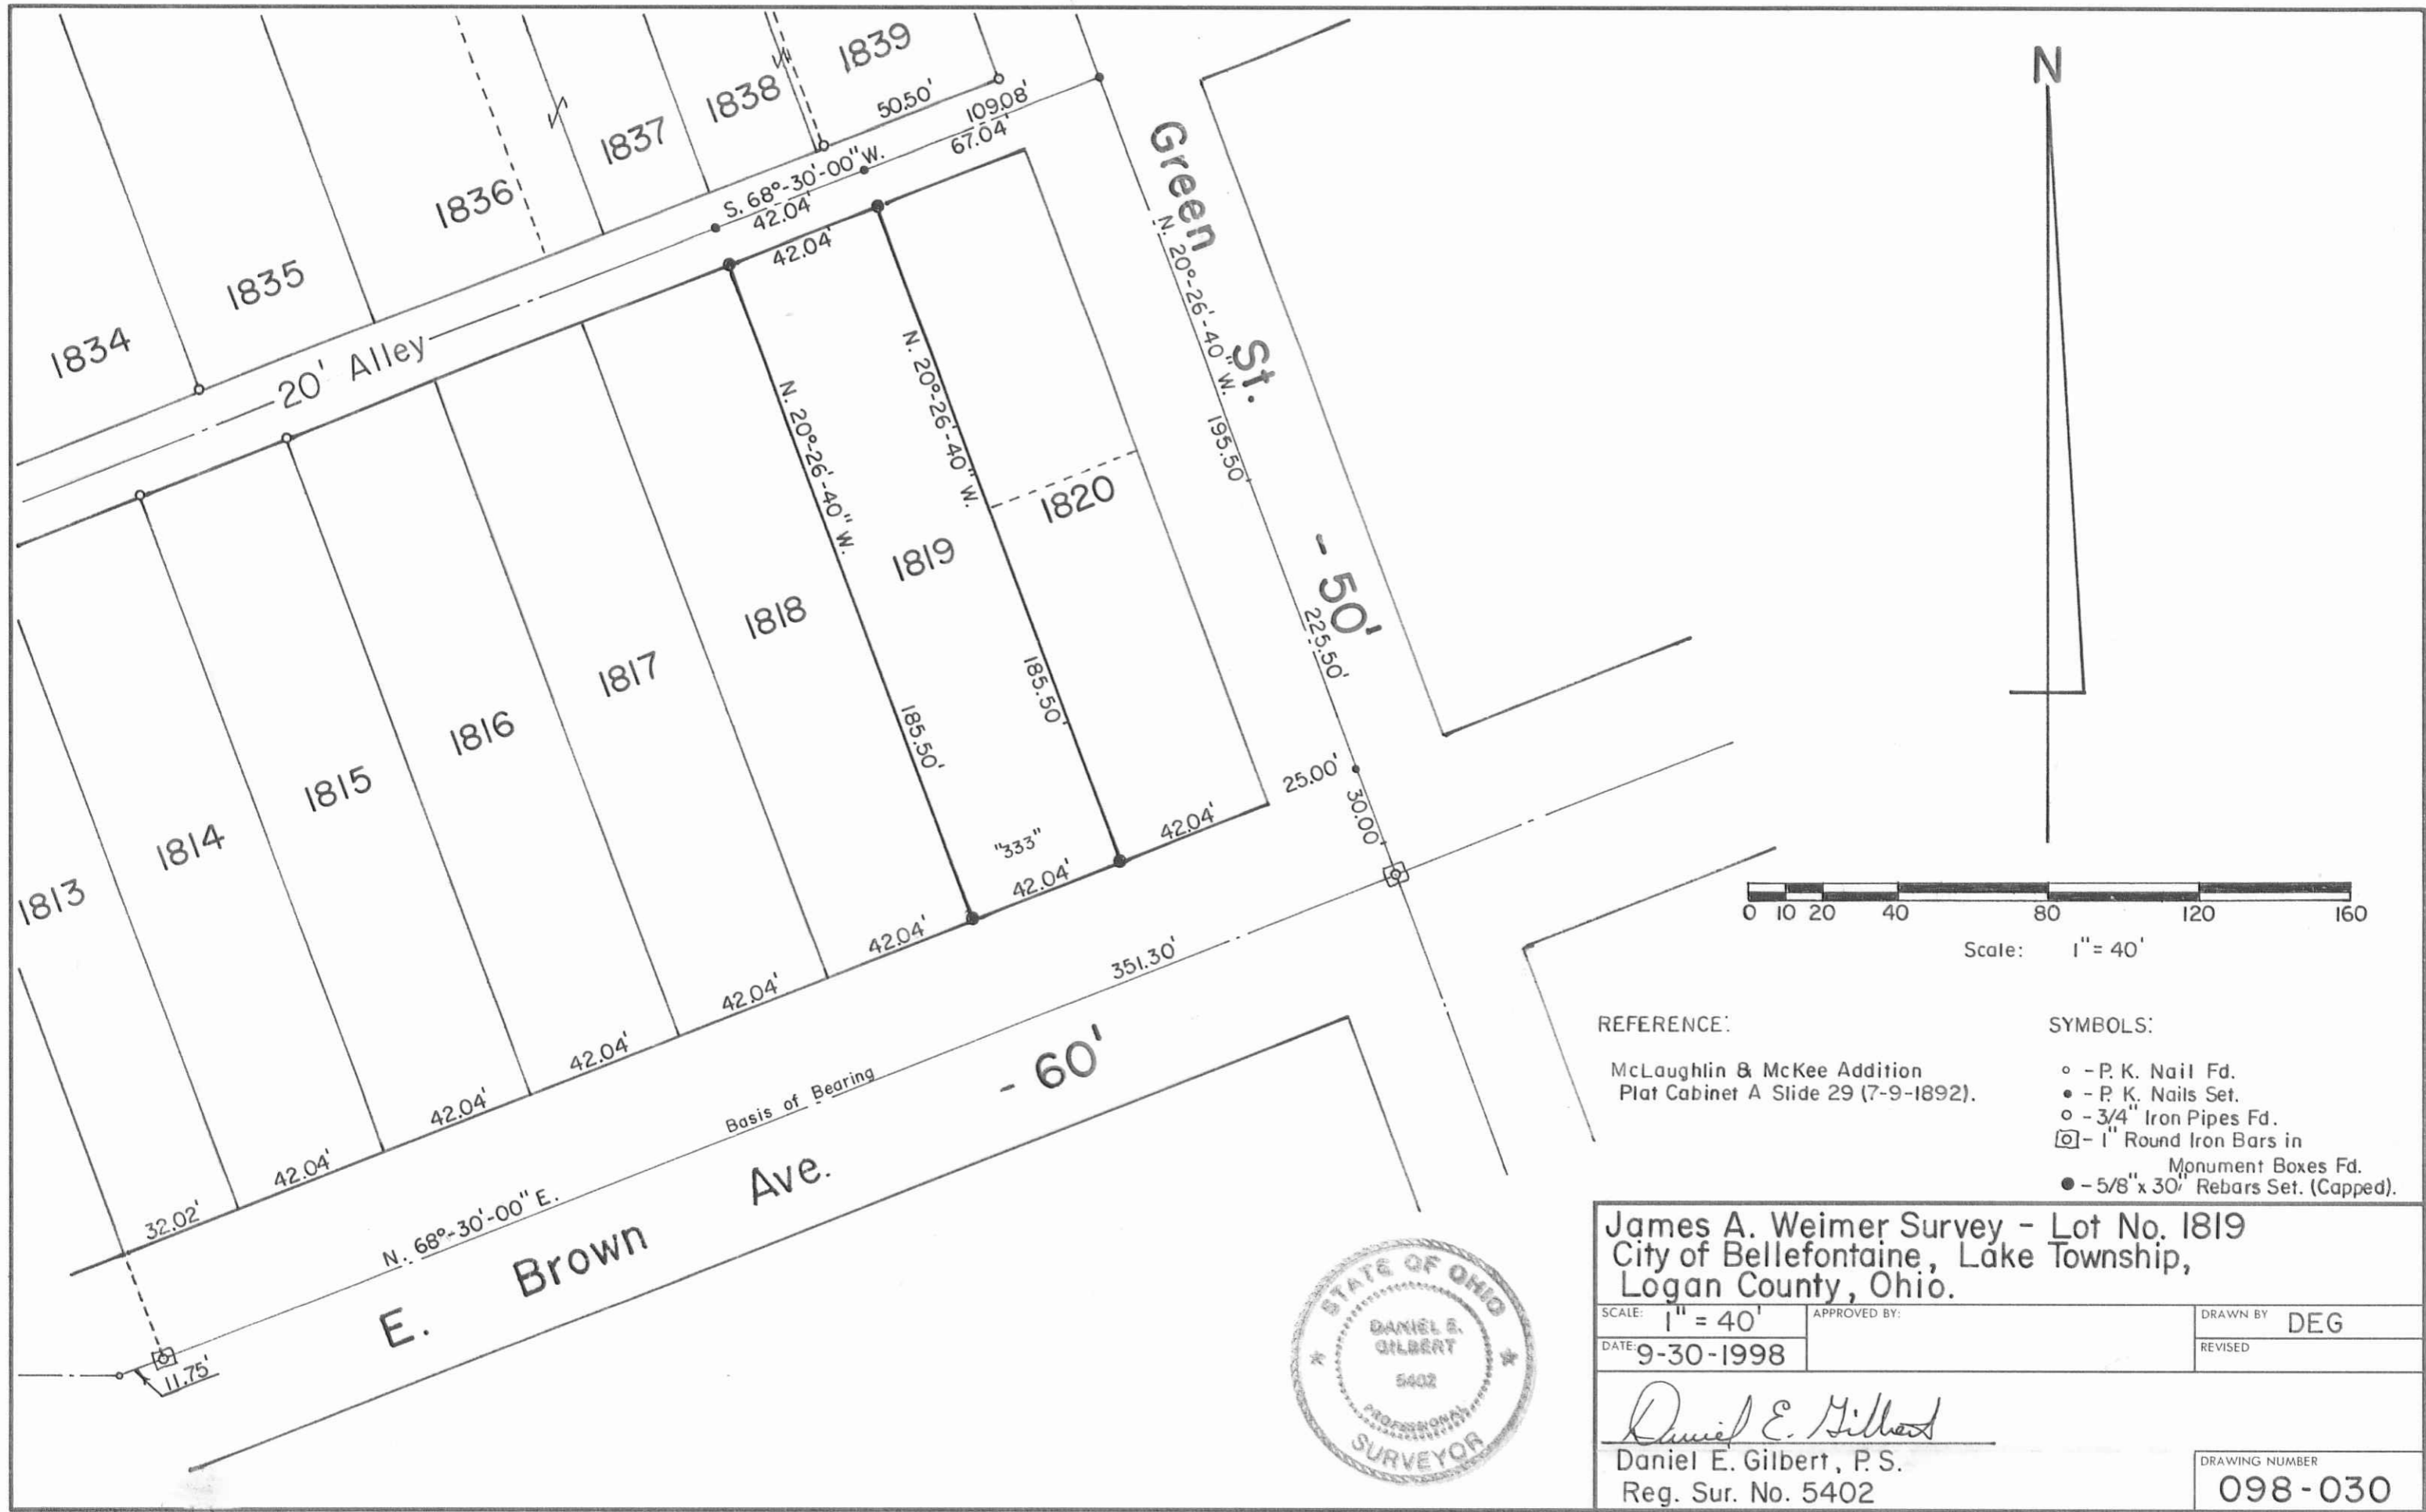 1839
1838
1837
1836
1835
1834
50.50'
109.08'
67.04'
S. 68°-30'-00" W.
42.04'
42.04'
20' Alley
Green St. - 50'
N. 20°-26'-40" W.
195.50'
225.50'
30.00'
25.00'
N. 20°-26'-40" W.
185.50'
N. 20°-26'-40" W.
185.50'
1820
1819
1818
1817
1816
1815
1814
1813
"333"
42.04'
42.04'
42.04'
42.04'
42.04'
42.04'
42.04'
32.02'
351.30'
Basis of Bearing
N. 68°-30'-00" E.
11.75'
E. Brown Ave. - 60'
N
0 10 20 40 80 120 160
Scale: 1" = 40'
REFERENCE:
McLaughlin & McKee Addition
Plat Cabinet A Slide 29 (7-9-1892).
SYMBOLS:
- P. K. Nail Fd.
- P. K. Nails Set.
- 3/4" Iron Pipes Fd.
- 1" Round Iron Bars in
Monument Boxes Fd.
- 5/8" x 30" Rebars Set. (Capped).
STATE OF OHIO
DANIEL E.
GILBERT
5402
PROFESSIONAL
SURVEYOR
James A. Weimer Survey - Lot No. 1819
City of Bellefontaine, Lake Township,
Logan County, Ohio.
SCALE: 1" = 40'
APPROVED BY:
DRAWN BY DEG
DATE: 9-30-1998
REVISED
Daniel E. Gilbert
Daniel E. Gilbert, P.S.
Reg. Sur. No. 5402
DRAWING NUMBER
098-030